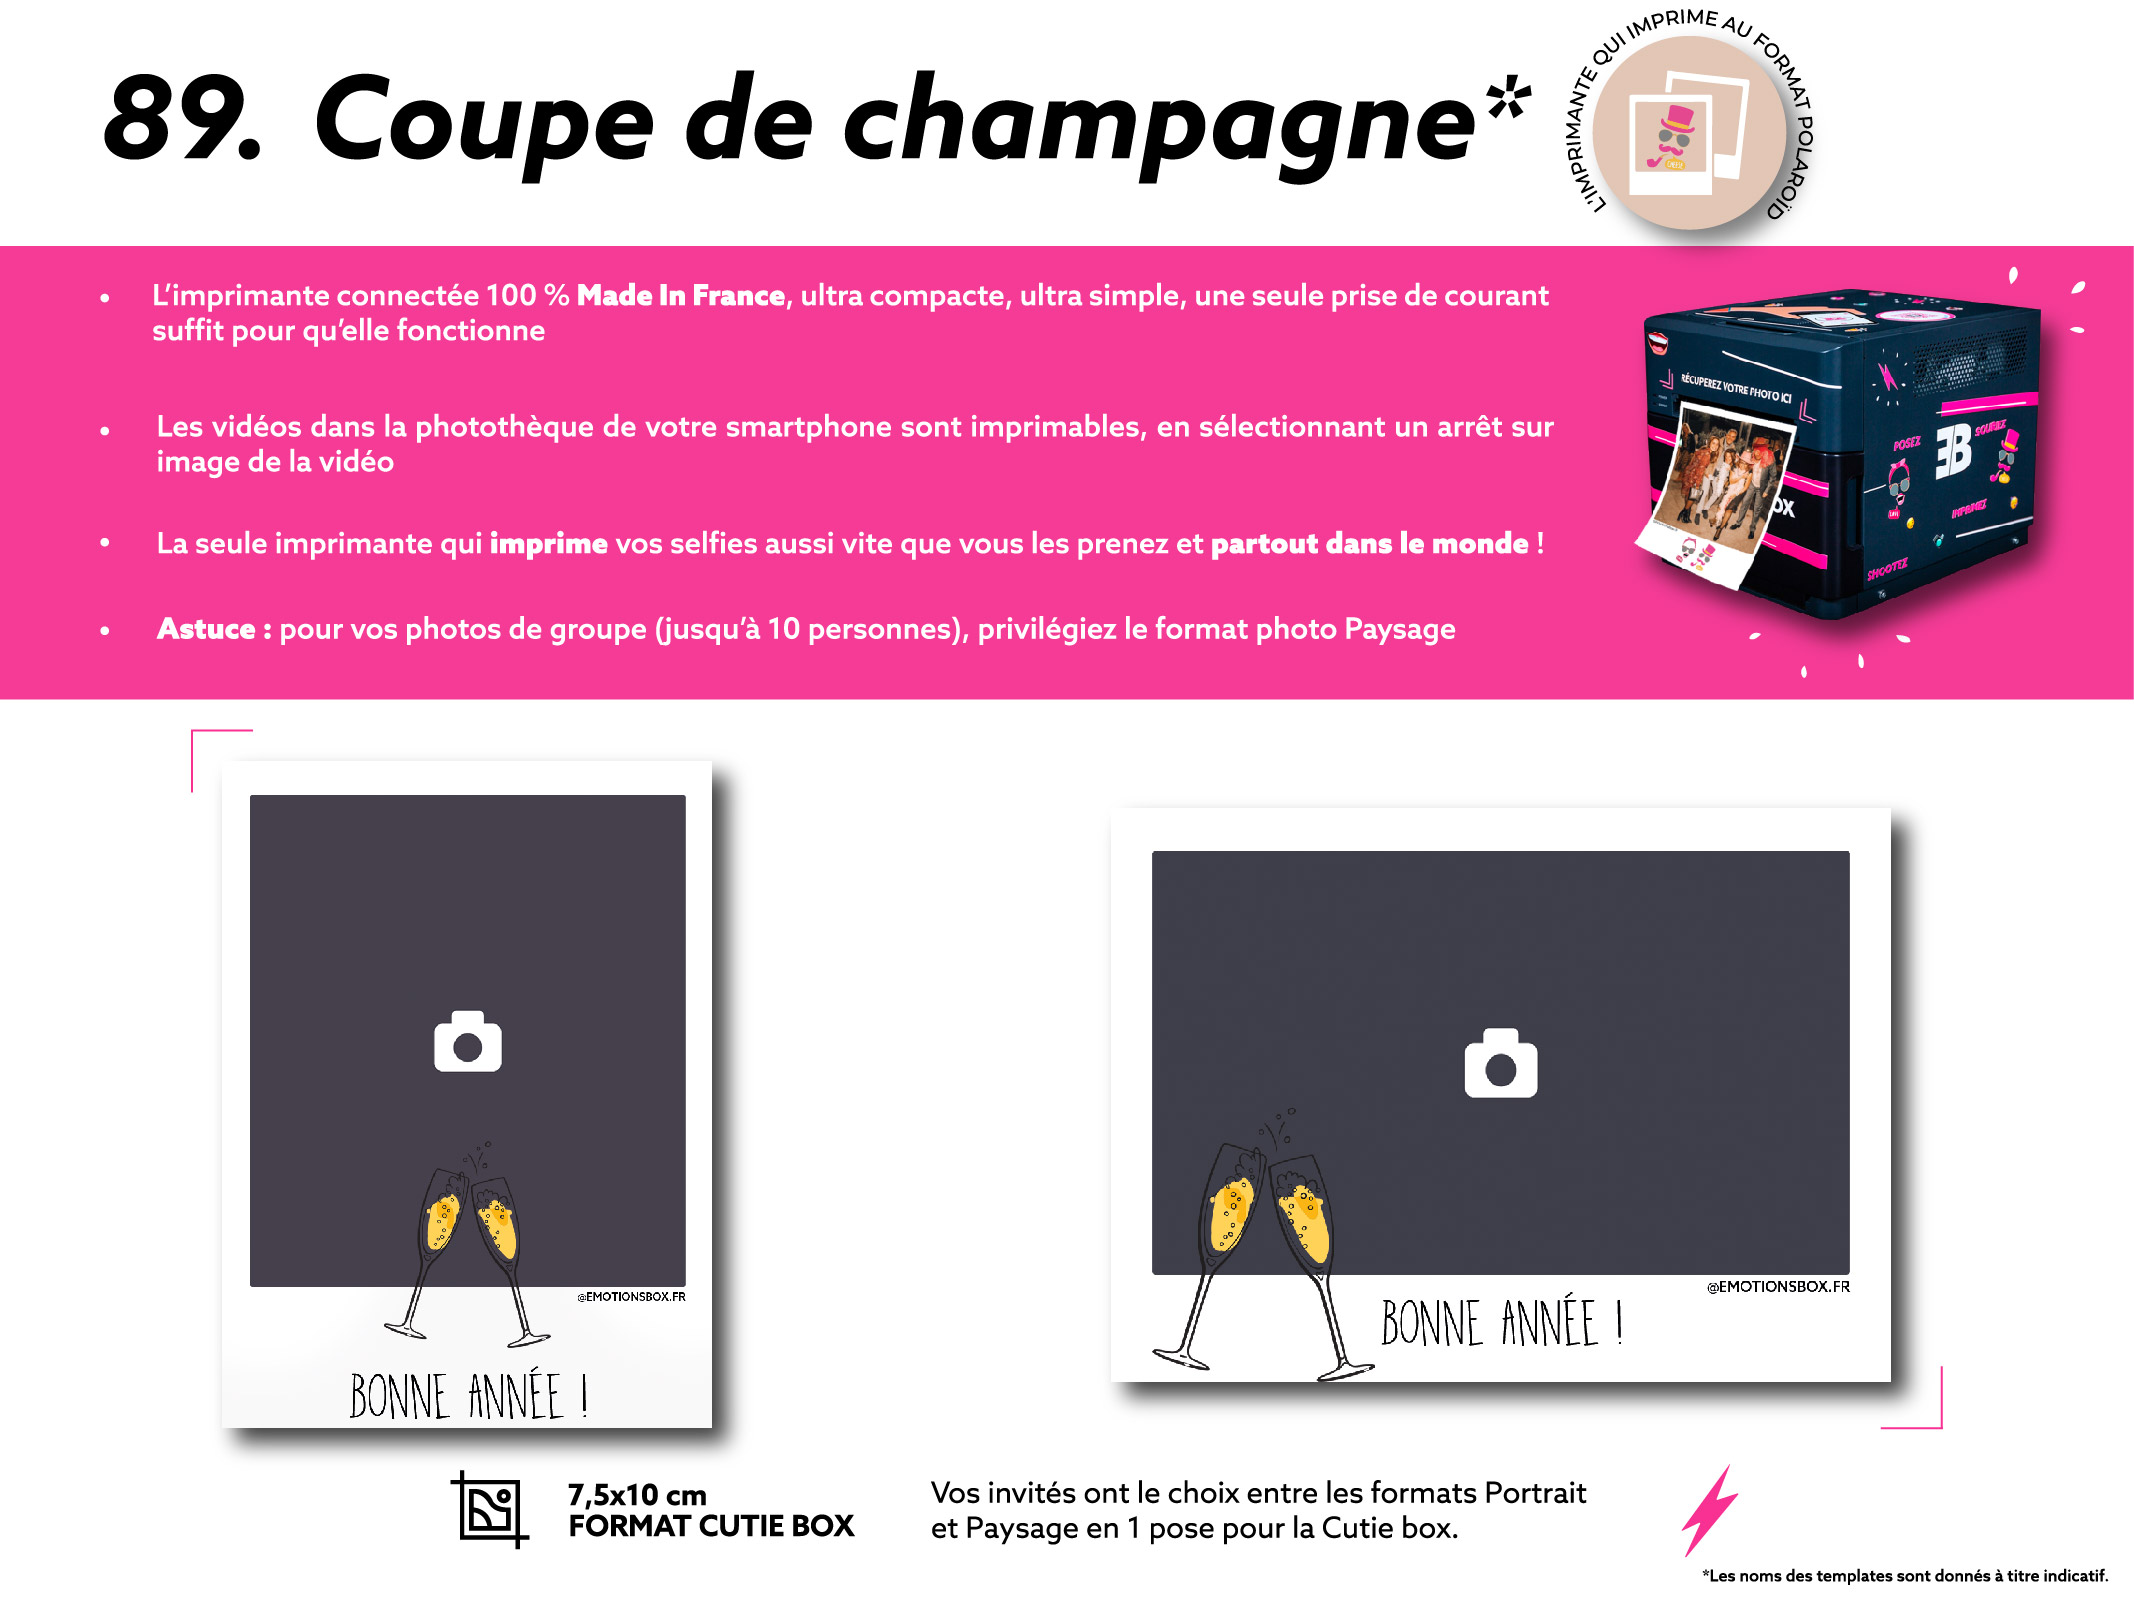 89. Coupe de champagne*
L'IMPRIMANTE QUI IMPRIME AU FORMAT POLAROÏD
• L'imprimante connectée 100 % Made In France, ultra compacte, ultra simple, une seule prise de courant
suffit pour qu'elle fonctionne
• Les vidéos dans la photothèque de votre smartphone sont imprimables, en sélectionnant un arrêt sur
image de la vidéo
• La seule imprimante qui imprime vos selfies aussi vite que vous les prenez et partout dans le monde !
• Astuce : pour vos photos de groupe (jusqu'à 10 personnes), privilégiez le format photo Paysage
RÉCUPEREZ VOTRE PHOTO ICI
POSEZ
SOURIEZ
IMPRIMEZ
SHOOTEZ
OX
@EMOTIONSBOX.FR
BONNE ANNÉE !
@EMOTIONSBOX.FR
BONNE ANNÉE !
7,5x10 cm
FORMAT CUTIE BOX
Vos invités ont le choix entre les formats Portrait
et Paysage en 1 pose pour la Cutie box.
*Les noms des templates sont donnés à titre indicatif.